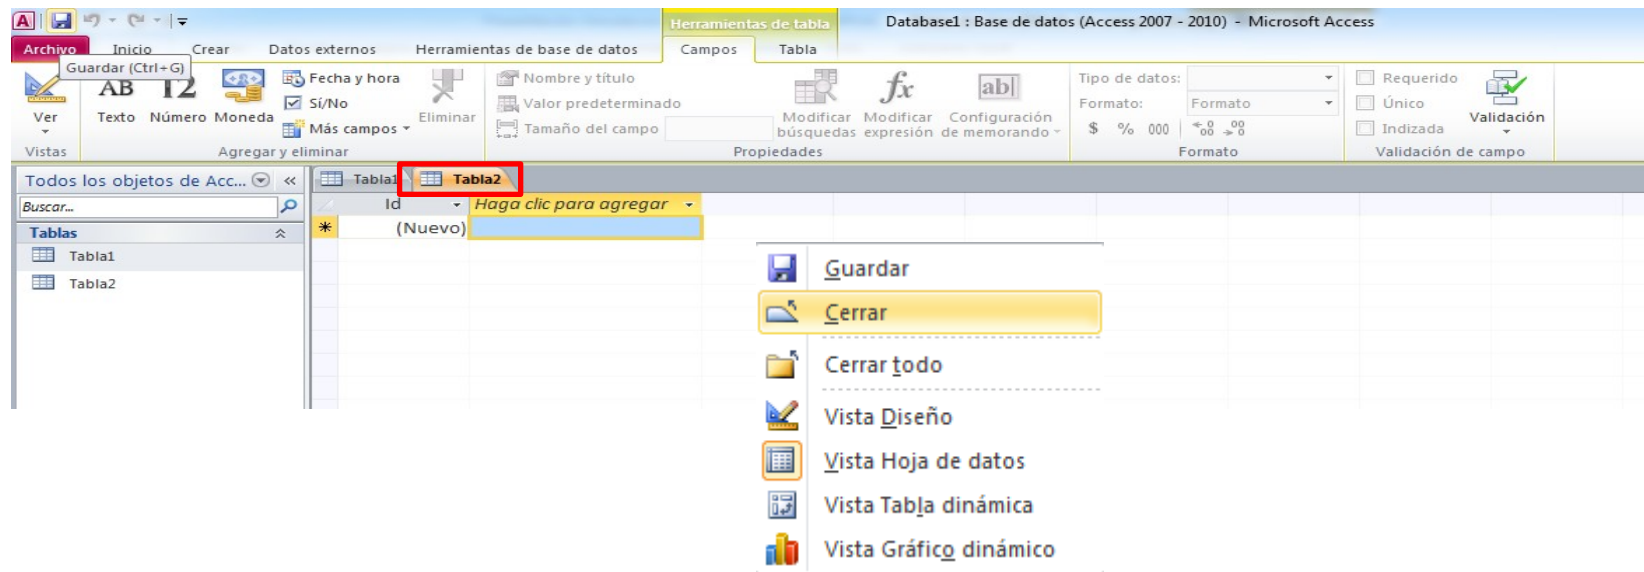 Herramientas de tabla
Database1 : Base de datos (Access 2007 - 2010) - Microsoft Access
Archivo Inicio Crear Datos externos Herramientas de base de datos Campos Tabla
Guardar (Ctrl+G)
Ver
AB
Texto
12
Número
Moneda
Fecha y hora
Sí/No
Más campos
Eliminar
Nombre y título
Valor predeterminado
Tamaño del campo
Modificar búsquedas
fx
Modificar expresión
ab
Configuración de memorando
Tipo de datos:
Formato: Formato
$ % 000
Requerido
Único
Indizada
Validación
Vistas Agregar y eliminar Propiedades Formato Validación de campo
Todos los objetos de Acc... «
Buscar...
Tablas
Tabla1
Tabla2
Tabla1 Tabla2
Id Haga clic para agregar
* (Nuevo)
Guardar
Cerrar
Cerrar todo
Vista Diseño
Vista Hoja de datos
Vista Tabla dinámica
Vista Gráfico dinámico